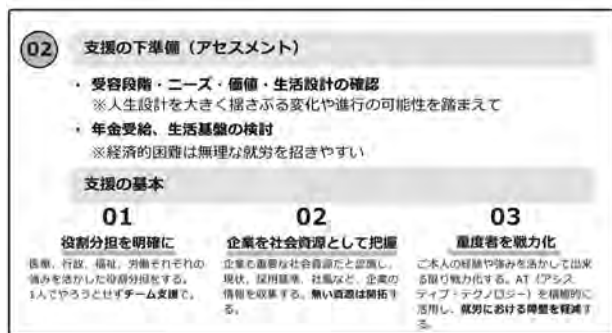 02 支援の下準備（アセスメント）
・ 受容段階・ニーズ・価値・生活設計の確認
※人生設計を大きく揺さぶる変化や進行の可能性を踏まえて
・ 年金受給、生活基盤の検討
※経済的困難は無理な就労を招きやすい
支援の基本
01
役割分担を明確に
医療、行政、福祉、労働それぞれの
強みを活かした役割分担をする。
1人でやろうとせずチーム支援で。
02
企業を社会資源として把握
企業も重要な社会資源だと認識し、
現状、採用基準、社風など、企業の
情報を収集する。無い資源は開拓す
る。
03
重度者を戦力化
ご本人の経験や強みを活かして出来
る限り戦力化する。AT（アシス
ティブ・テクノロジー）を積極的に
活用し、就労における障壁を軽減す
る。